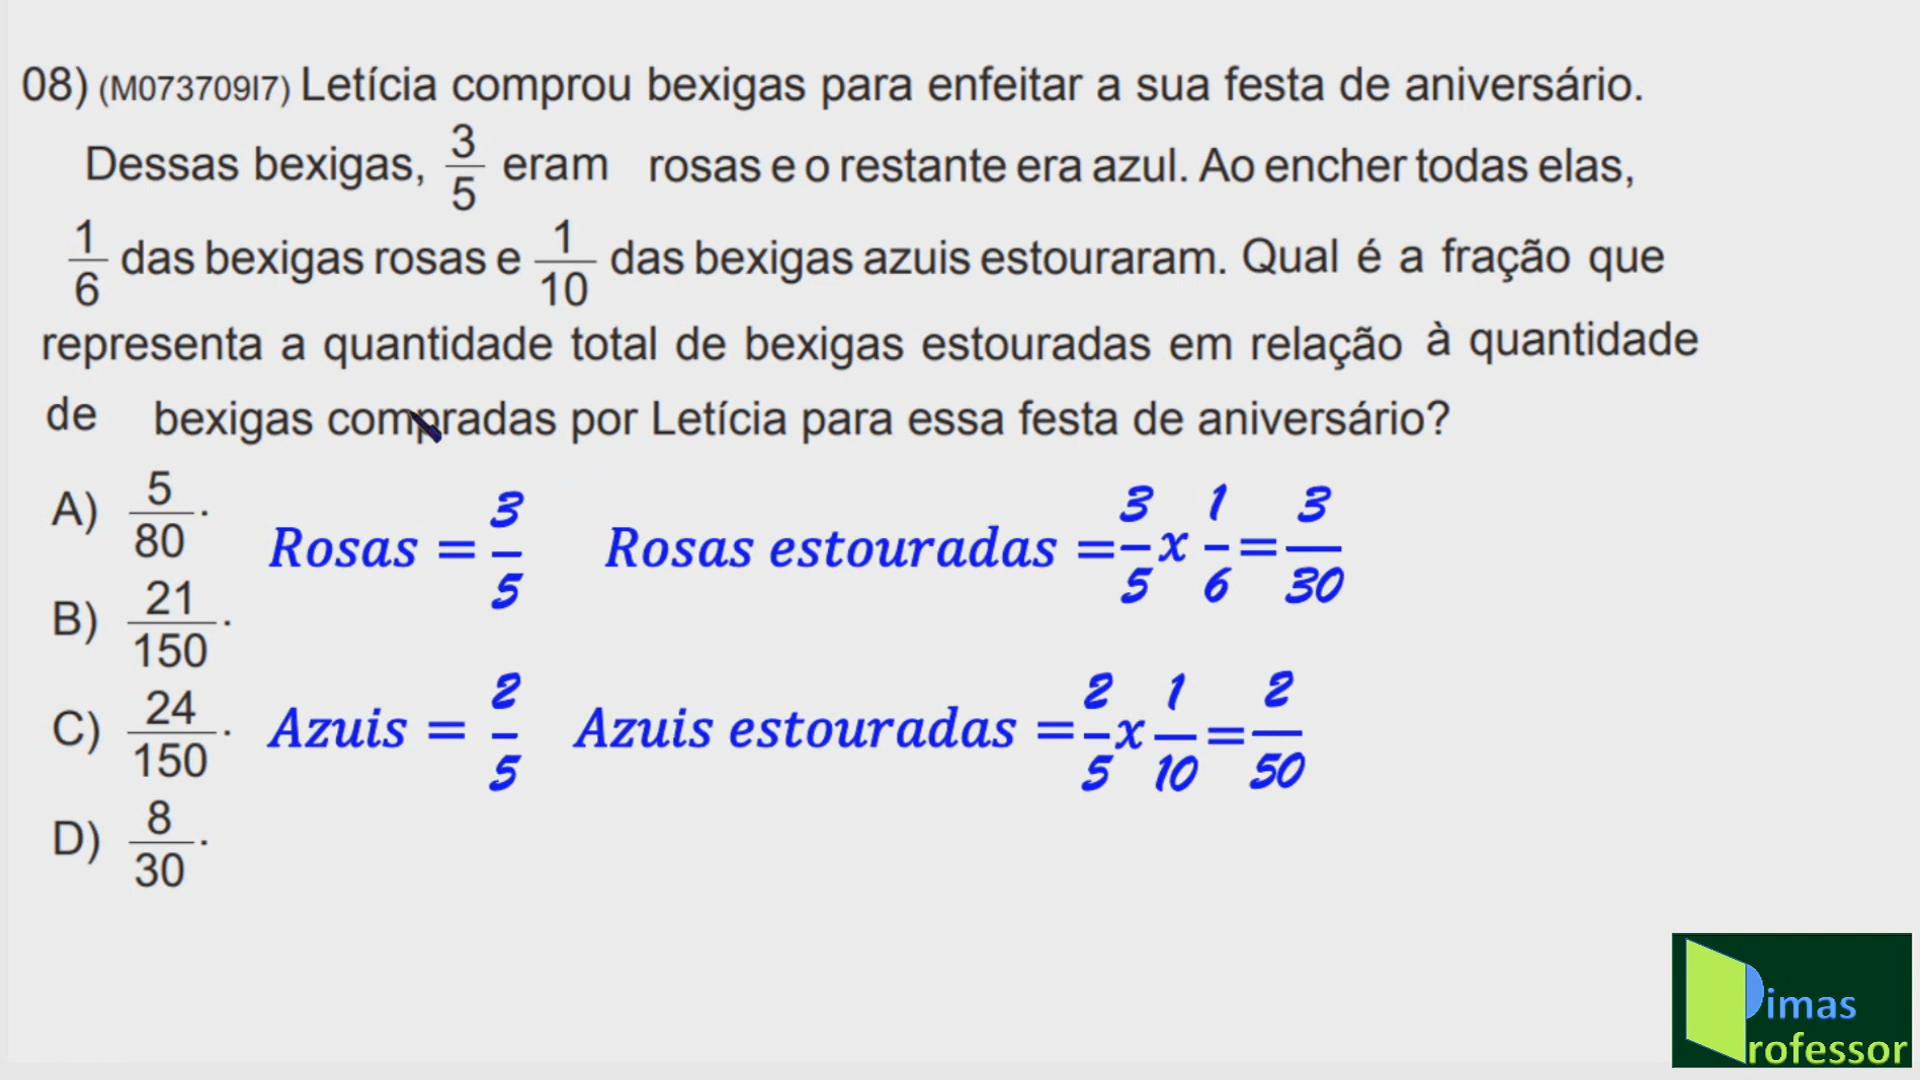 08) (M073709I7) Letícia comprou bexigas para enfeitar a sua festa de aniversário.
Dessas bexigas, 3/5 eram rosas e o restante era azul. Ao encher todas elas,
1/6 das bexigas rosas e 1/10 das bexigas azuis estouraram. Qual é a fração que
representa a quantidade total de bexigas estouradas em relação à quantidade
de bexigas compradas por Letícia para essa festa de aniversário?
A) 5/80.
Rosas = 3/5 Rosas estouradas = 3/5 x 1/6 = 3/30
B) 21/150.
C) 24/150.
Azuis = 2/5 Azuis estouradas = 2/5 x 1/10 = 2/50
D) 8/30.
Dimas
Professor